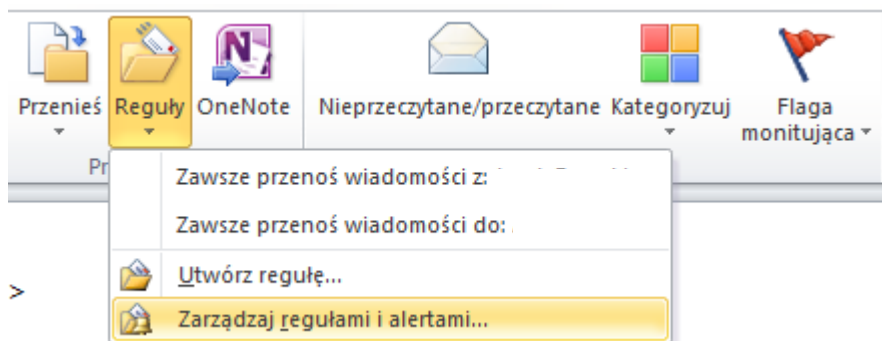 Przenieś Reguły OneNote Nieprzeczytane/przeczytane Kategoryzuj Flaga monitująca
Pr
Zawsze przenoś wiadomości z:
Zawsze przenoś wiadomości do:
Utwórz regułę...
>
Zarządzaj regułami i alertami...